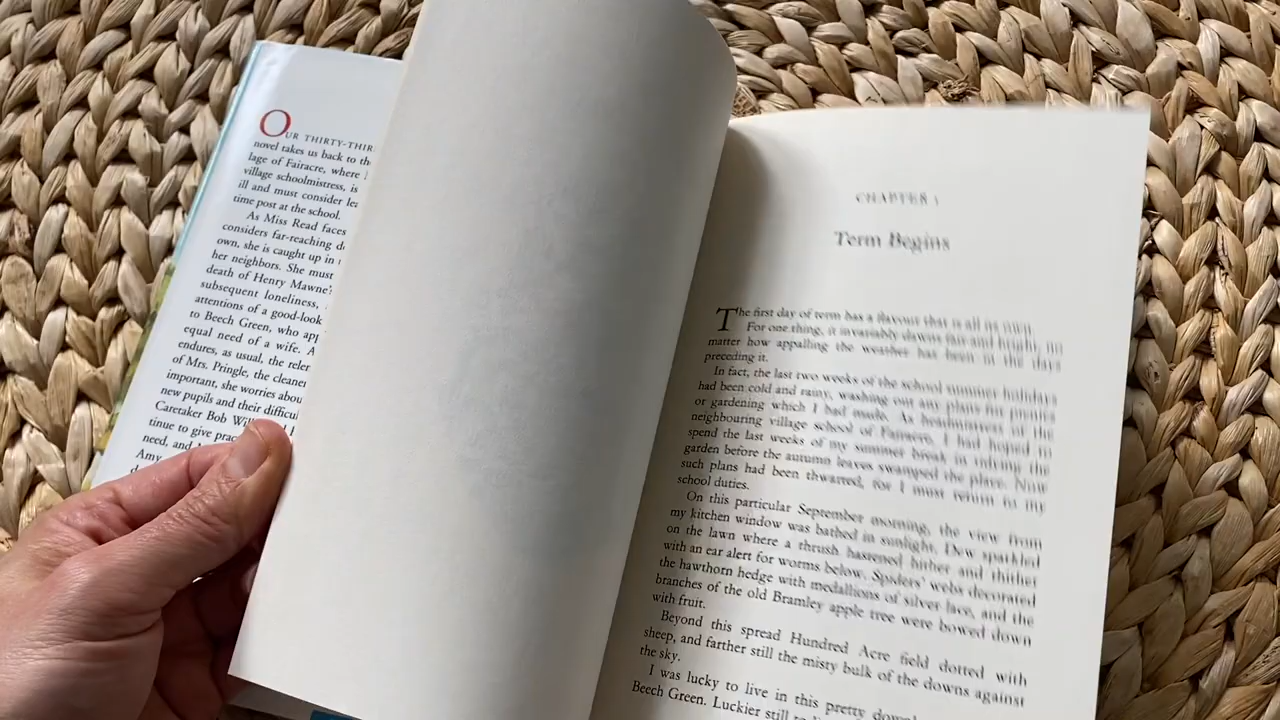 OUR THIRTY-THIR
novel takes us back to th
lage of Fairacre, where
village schoolmistress, is
ill and must consider lea
time post at the school.
As Miss Read faces
considers far-reaching d
own, she is caught up in
her neighbors. She must
death of Henry Mawne'
subsequent loneliness,
attentions of a good-look
to Beech Green, who app
equal need of a wife. A
endures, as usual, the relen
of Mrs. Pringle, the cleaner
important, she worries abou
new pupils and their difficul
Caretaker Bob Wil
tinue to give prac
need, and
Amy
CHAPTER 1
Term Begins
The first day of term has a flavour that is all its own.
For one thing, it invariably dawns fair and bright, no
matter how appalling the weather has been in the days
preceding it.
In fact, the last two weeks of the school summer holidays
had been cold and rainy, washing out any plans for picnics
or gardening which I had made. As headmistress of the
neighbouring village school of Fairacre, I had hoped to
spend the last weeks of my summer break in tidying the
garden before the autumn leaves swamped the place. Now
such plans had been thwarted, for I must return to my
school duties.
On this particular September morning, the view from
my kitchen window was bathed in sunlight. Dew sparkled
on the lawn where a thrush hastened hither and thither
with an ear alert for worms below. Spiders' webs decorated
the hawthorn hedge with medallions of silver lace, and the
branches of the old Bramley apple tree were bowed down
with fruit.
Beyond this spread Hundred Acre field dotted with
sheep, and farther still the misty bulk of the downs against
the sky.
I was lucky to live in this pretty
Beech Green. Luckier still